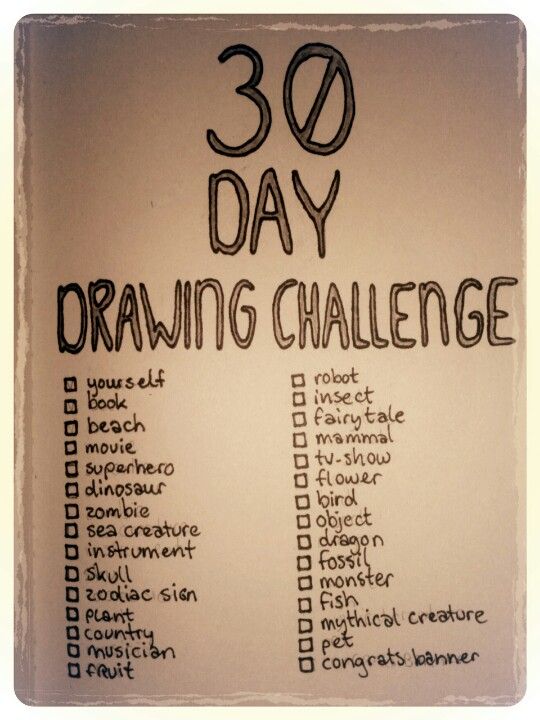 30
DAY
DRAWING CHALLENGE
yourself
book
beach
movie
superhero
dinosaur
zombie
sea creature
instrument
skull
zodiac sign
plant
country
musician
fruit
robot
insect
fairytale
mammal
tv-show
flower
bird
object
dragon
fossil
monster
fish
mythical creature
pet
congrats banner